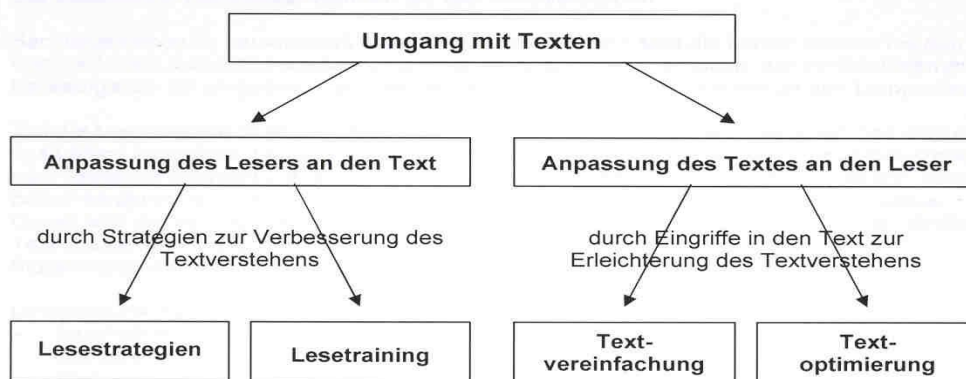 Umgang mit Texten
Anpassung des Lesers an den Text
Anpassung des Textes an den Leser
durch Strategien zur Verbesserung des
Textverstehens
durch Eingriffe in den Text zur
Erleichterung des Textverstehens
Lesestrategien
Lesetraining
Text-
vereinfachung
Text-
optimierung